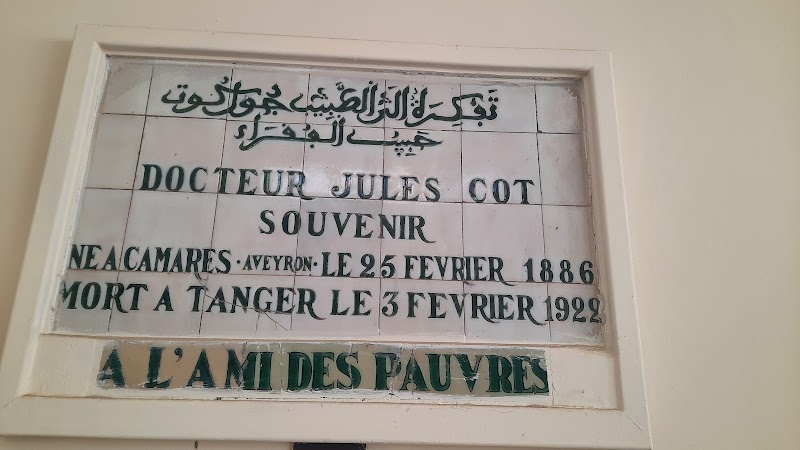 تذكرة الطبيب جول كوت
حبيب الفقراء
DOCTEUR JULES COT
SOUVENIR
NE A CAMARES · AVEYRON · LE 25 FEVRIER 1886
MORT A TANGER LE 3 FEVRIER 1922
A L'AMI DES PAUVRES